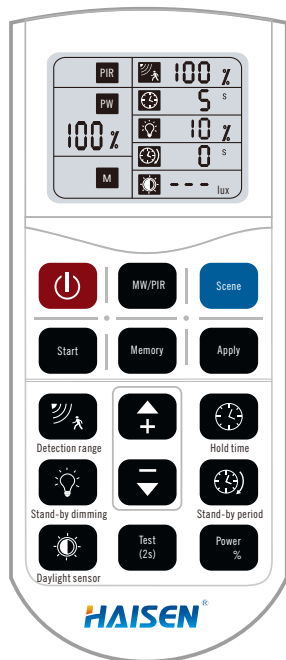 PIR
100 %
PW
5 s
100 %
10 %
0 s
M
--- lux
MW/PIR
Scene
Start
Memory
Apply
+
Detection range
Hold time
−
Stand-by dimming
Stand-by period
Test
(2s)
Power
%
Daylight sensor
HAISEN®